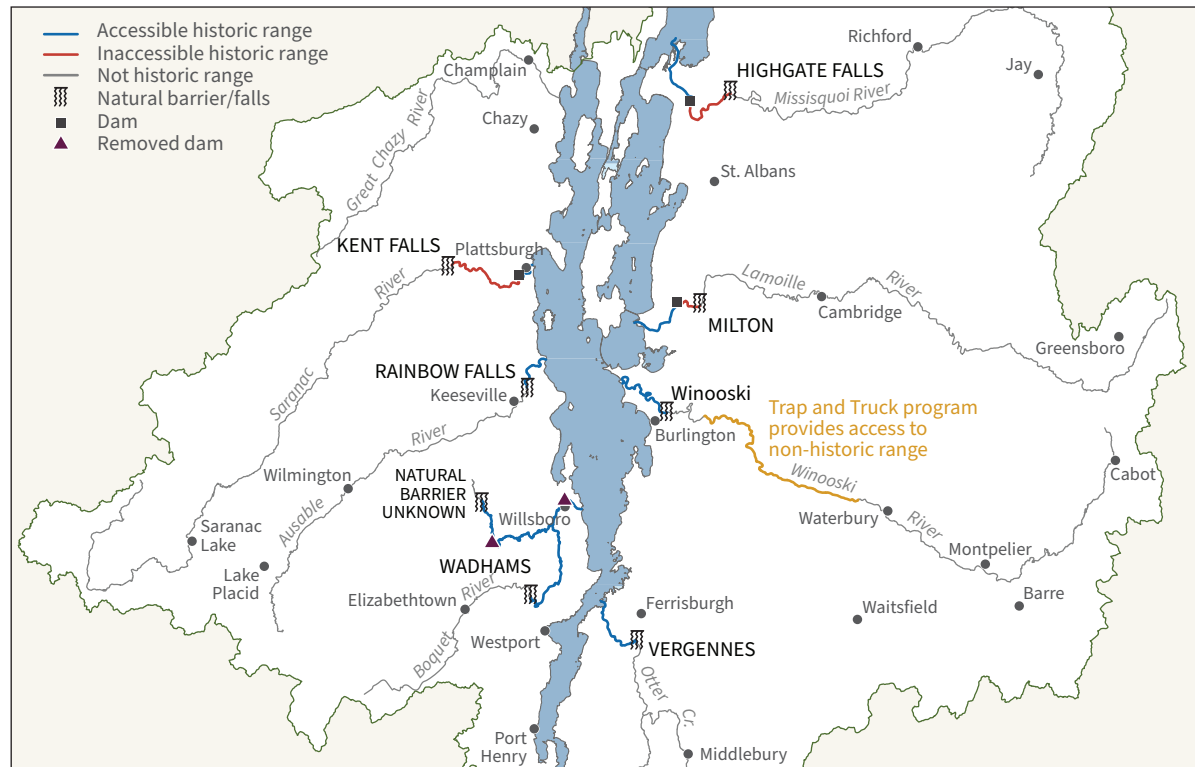 Accessible historic range
Inaccessible historic range
Not historic range
Natural barrier/falls
Dam
Removed dam
Champlain
Chazy
Great Chazy River
Richford
Jay
HIGHGATE FALLS
Missisquoi River
St. Albans
KENT FALLS
Plattsburgh
Saranac River
Lamoille River
Cambridge
MILTON
Greensboro
RAINBOW FALLS
Keeseville
Winooski
Burlington
Trap and Truck program
provides access to
non-historic range
Winooski River
Cabot
Ausable River
Wilmington
NATURAL
BARRIER
UNKNOWN
Willsboro
Waterbury
Saranac
Lake
Lake
Placid
WADHAMS
Montpelier
Elizabethtown
Boquet River
Westport
Ferrisburgh
Waitsfield
Barre
VERGENNES
Otter Cr.
Port
Henry
Middlebury